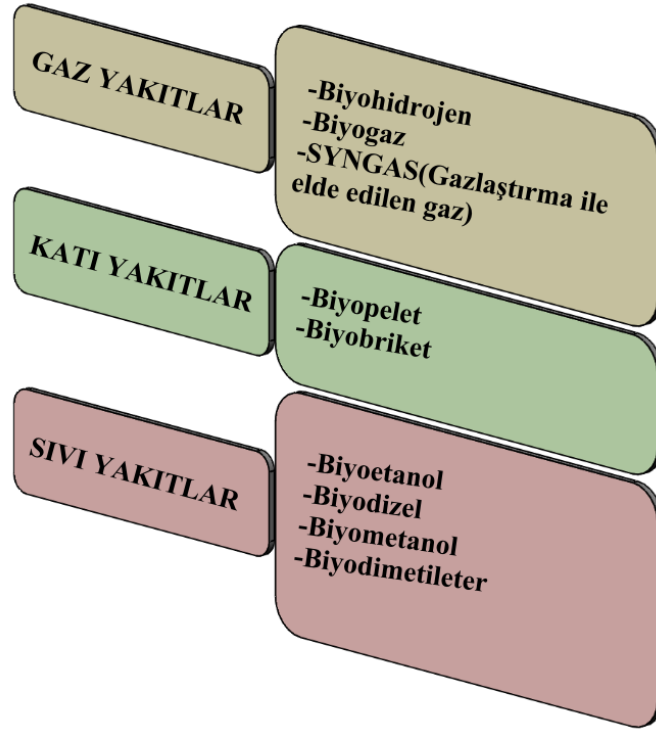 GAZ YAKITLAR
-Biyohidrojen
-Biyogaz
-SYNGAS(Gazlaştırma ile
elde edilen gaz)
KATI YAKITLAR
-Biyopelet
-Biyobriket
SIVI YAKITLAR
-Biyoetanol
-Biyodizel
-Biyometanol
-Biyodimetileter